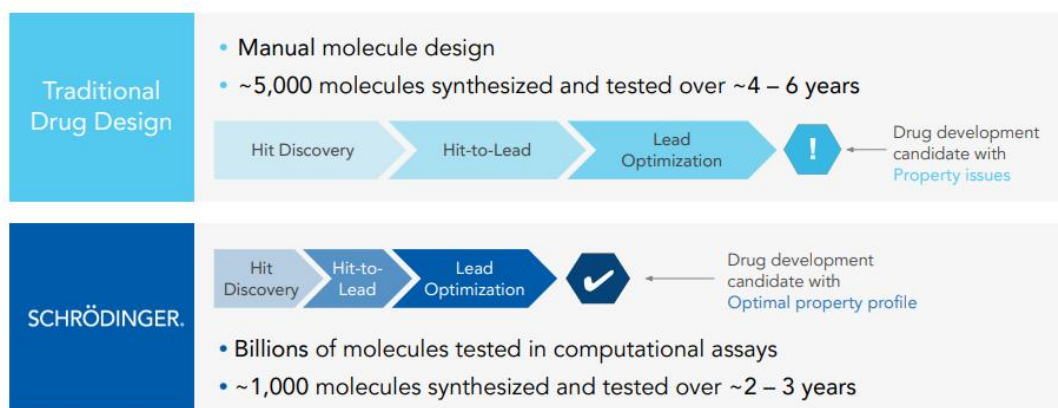 Traditional
Drug Design
• Manual molecule design
• ~5,000 molecules synthesized and tested over ~4 – 6 years
Hit Discovery
Hit-to-Lead
Lead
Optimization
!
Drug development
candidate with
Property issues
SCHRÖDINGER.
Hit
Discovery
Hit-to-
Lead
Lead
Optimization
Drug development
candidate with
Optimal property profile
• Billions of molecules tested in computational assays
• ~1,000 molecules synthesized and tested over ~2 – 3 years